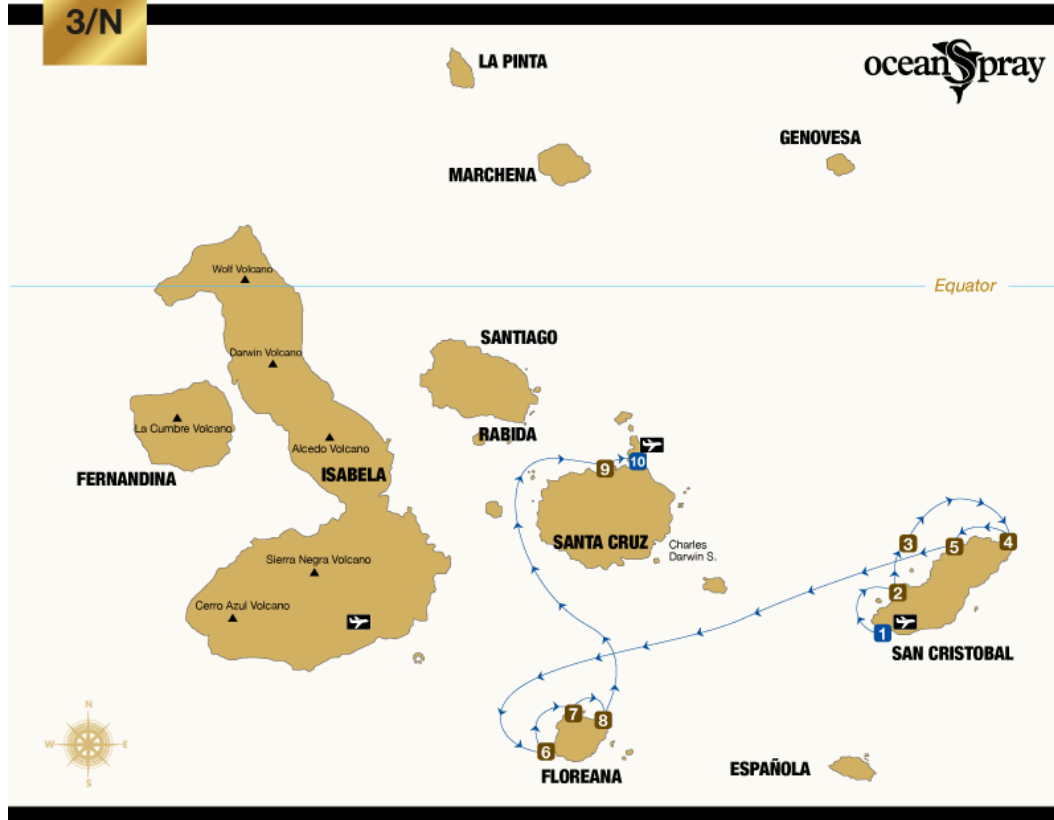 3/N
LA PINTA
oceanSpray
GENOVESA
MARCHENA
Wolf Volcano
Equator
SANTIAGO
Darwin Volcano
La Cumbre Volcano
RABIDA
Alcedo Volcano
FERNANDINA
ISABELA
9
10
SANTA CRUZ
Charles
Darwin S.
3
5
4
Sierra Negra Volcano
2
Cerro Azul Volcano
1
SAN CRISTOBAL
N
W E
S
7
8
6
FLOREANA
ESPAÑOLA